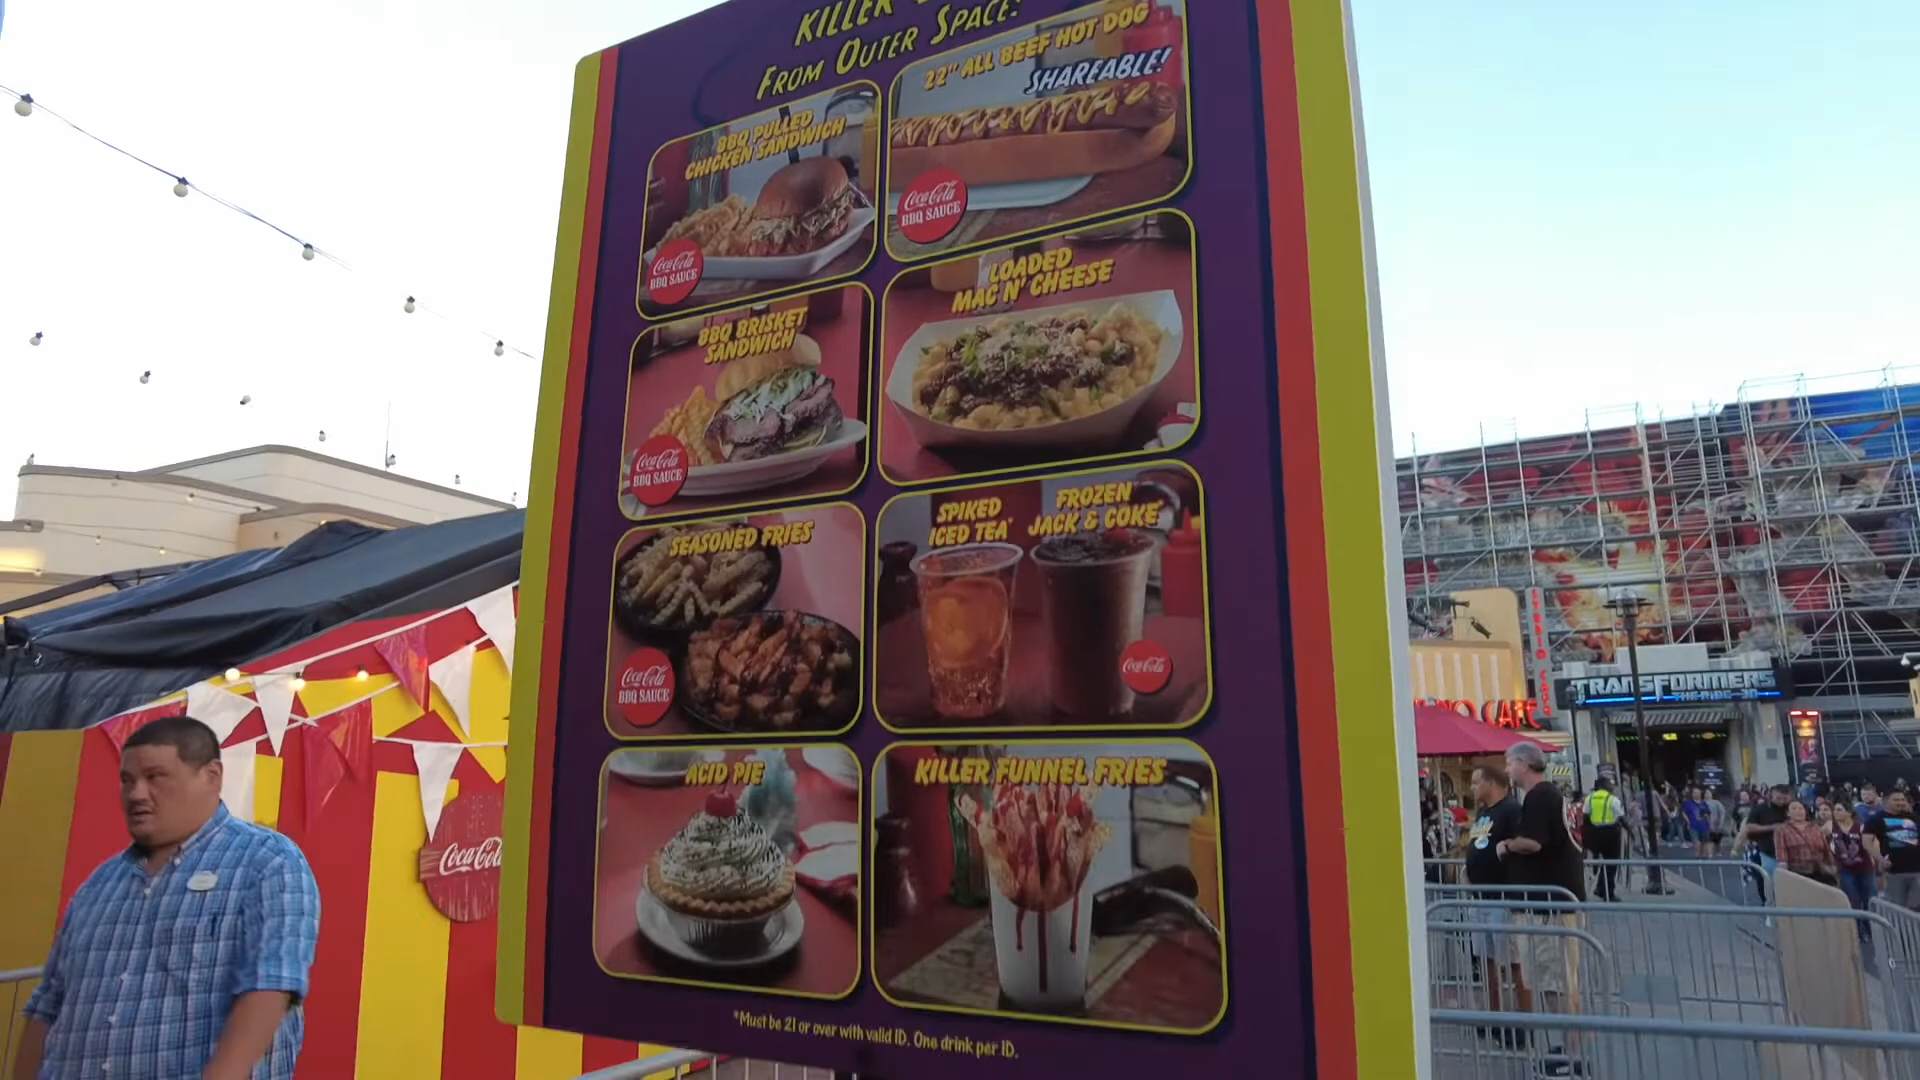 KILLER
FROM OUTER SPACE!
BBQ PULLED
CHICKEN SANDWICH
Coca-Cola
BBQ SAUCE
22" ALL BEEF HOT DOG
SHAREABLE!
Coca-Cola
BBQ SAUCE
BBQ BRISKET
SANDWICH
Coca-Cola
BBQ SAUCE
LOADED
MAC N' CHEESE
SEASONED FRIES
Coca-Cola
BBQ SAUCE
SPIKED
ICED TEA*
FROZEN
JACK & COKE*
Coca-Cola
ACID PIE
KILLER FUNNEL FRIES
*Must be 21 or over with valid ID. One drink per ID.
Coca-Cola
TRANSFORMERS
THE RIDE-3D
CAFE